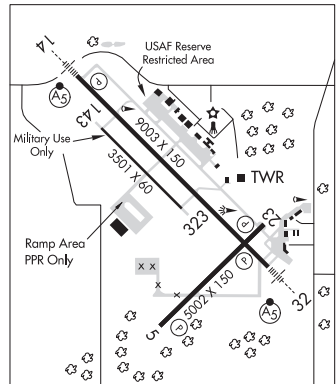 14
USAF Reserve
Restricted Area
P
A5
143
9003 X 150
Military Use
Only
3501 X 60
TWR
323
P
23
Ramp Area
PPR Only
X X
X
P
5002 X 150
X
32
A5
5
P